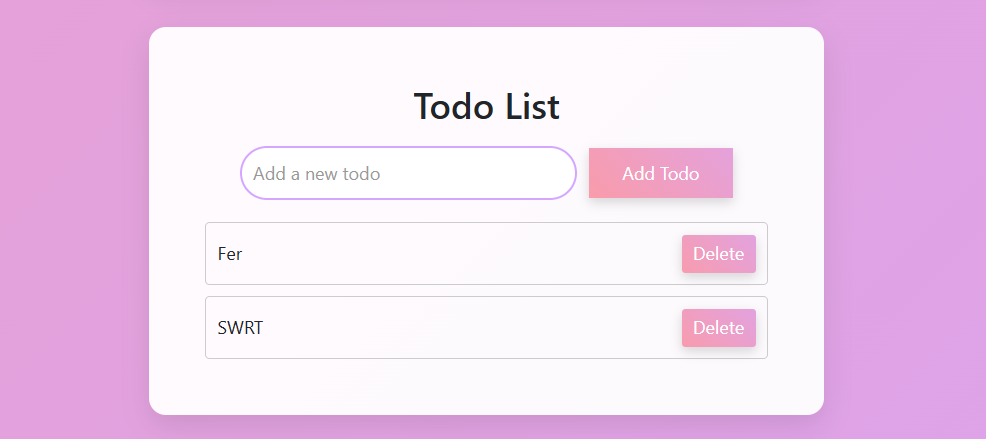 Todo List
Add a new todo Add Todo
Fer Delete
SWRT Delete